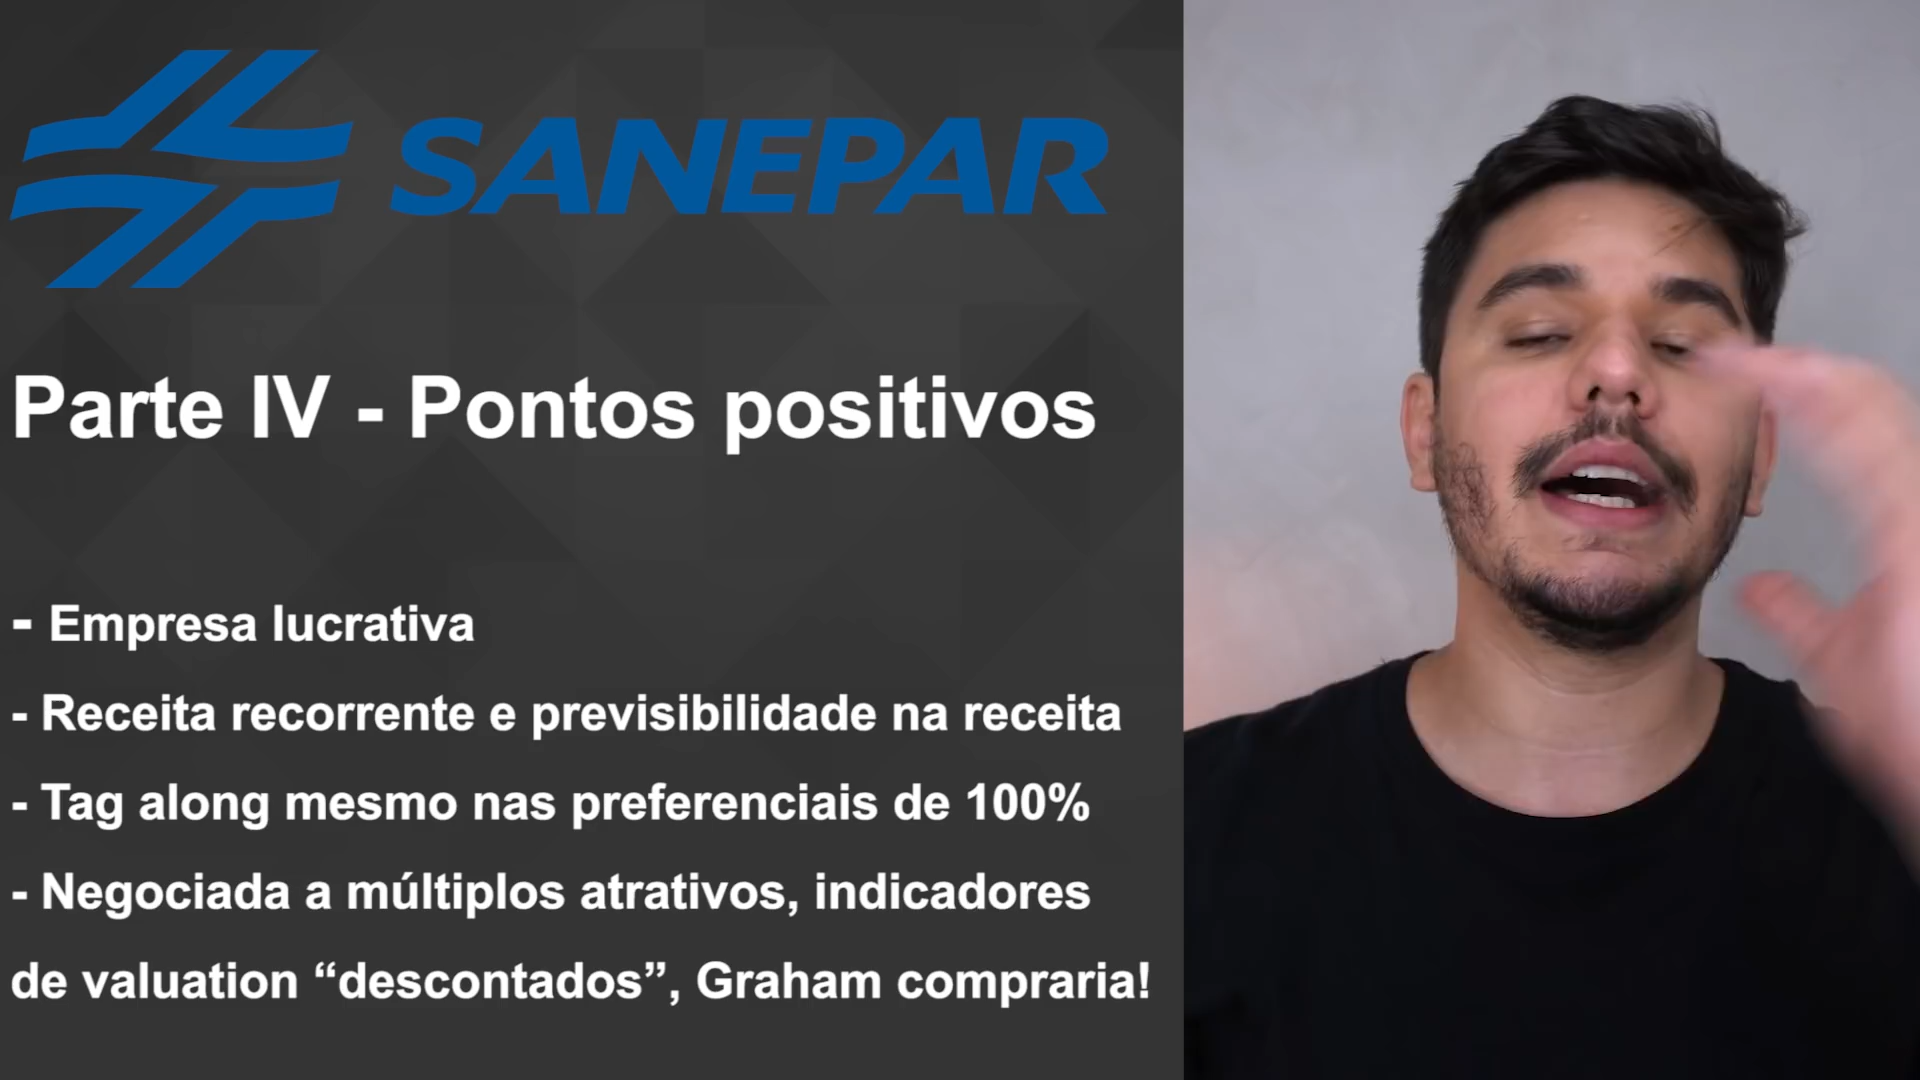 SANEPAR
Parte IV - Pontos positivos
- Empresa lucrativa
- Receita recorrente e previsibilidade na receita
- Tag along mesmo nas preferenciais de 100%
- Negociada a múltiplos atrativos, indicadores
de valuation “descontados”, Graham compraria!